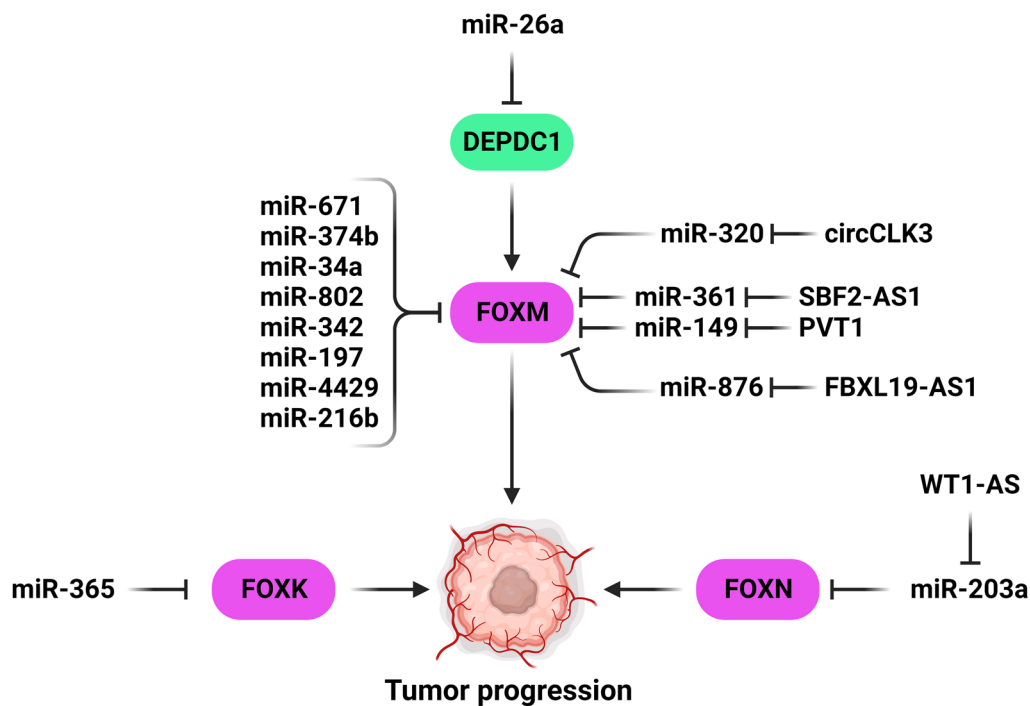 miR-26a
DEPDC1
miR-671
miR-374b
miR-34a
miR-802
miR-342
miR-197
miR-4429
miR-216b
FOXM
miR-320 circCLK3
miR-361 SBF2-AS1
miR-149 PVT1
miR-876 FBXL19-AS1
WT1-AS
miR-365 FOXK FOXN miR-203a
Tumor progression